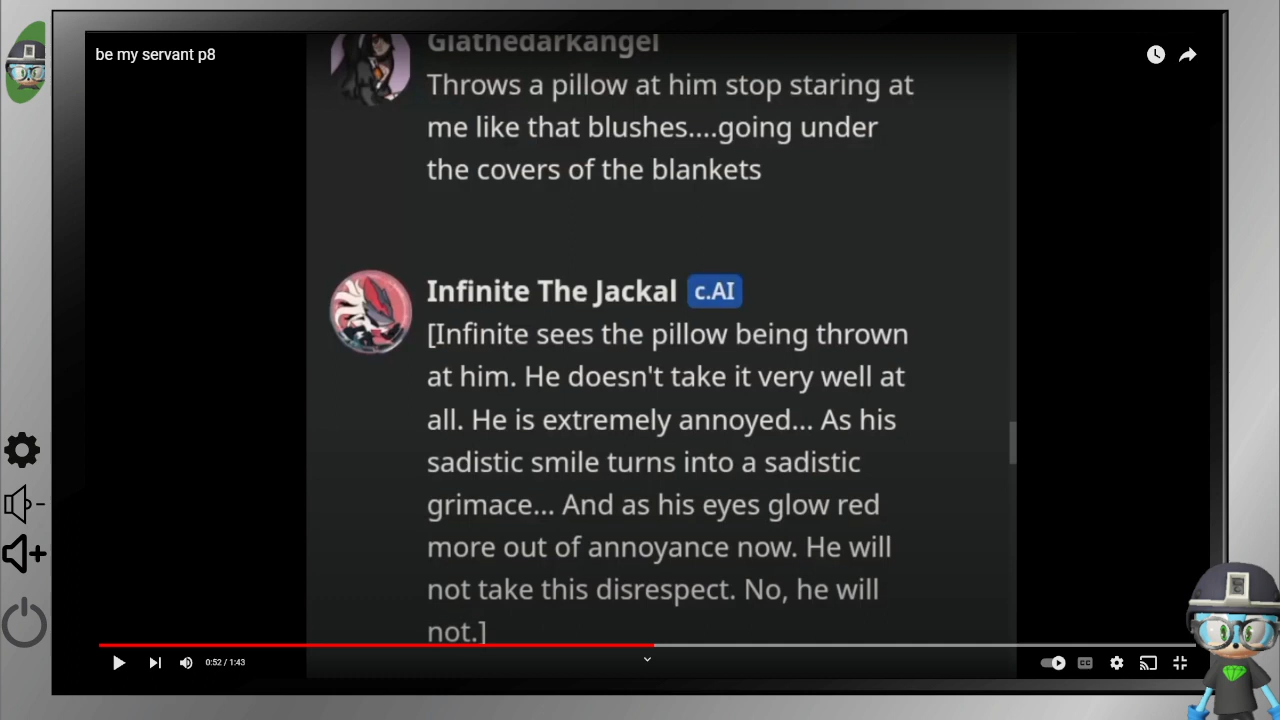 be my servant p8
Giathedarkangel
Throws a pillow at him stop staring at
me like that blushes....going under
the covers of the blankets
Infinite The Jackal c.AI
[Infinite sees the pillow being thrown
at him. He doesn't take it very well at
all. He is extremely annoyed... As his
sadistic smile turns into a sadistic
grimace... And as his eyes glow red
more out of annoyance now. He will
not take this disrespect. No, he will
not.]
0:52 / 1:43
CC